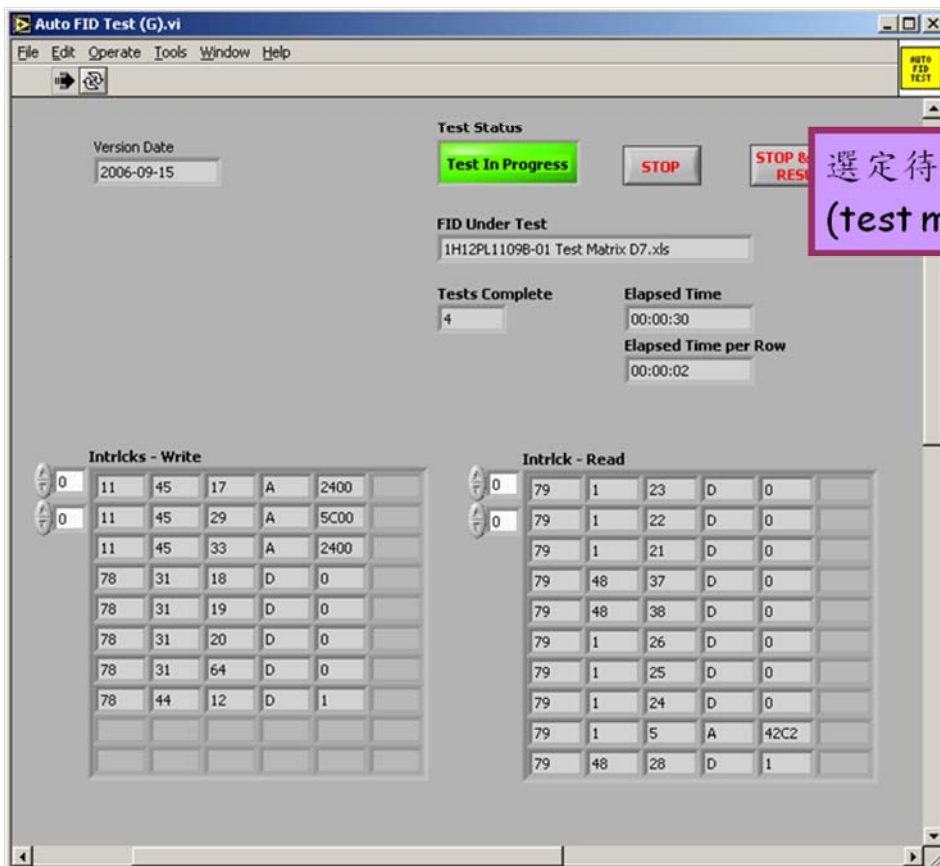 Auto FID Test (G).vi
File Edit Operate Tools Window Help
AUTO
FID
TEST
Version Date
2006-09-15
Test Status
Test In Progress
STOP
STOP &
RESU
選定待
(test m
FID Under Test
1H12PL1109B-01 Test Matrix D7.xls
Tests Complete
4
Elapsed Time
00:00:30
Elapsed Time per Row
00:00:02
Intrlcks - Write
0
0
11 45 17 A 2400
11 45 29 A 5C00
11 45 33 A 2400
78 31 18 D 0
78 31 19 D 0
78 31 20 D 0
78 31 64 D 0
78 44 12 D 1
Intrlck - Read
0
0
79 1 23 D 0
79 1 22 D 0
79 1 21 D 0
79 48 37 D 0
79 48 38 D 0
79 1 26 D 0
79 1 25 D 0
79 1 24 D 0
79 1 5 A 42C2
79 48 28 D 1